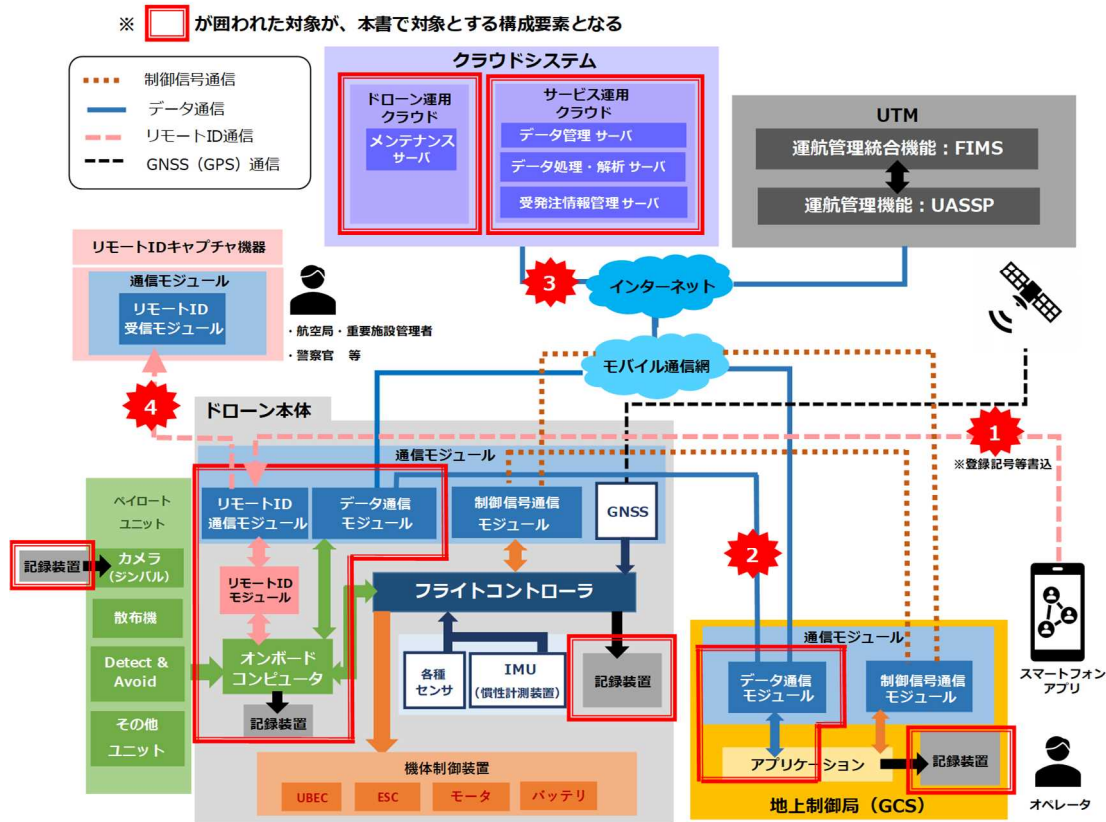 ※ が囲われた対象が、本書で対象とする構成要素となる
制御信号通信
データ通信
リモートID通信
GNSS（GPS）通信
クラウドシステム
ドローン運用
クラウド
メンテナンス
サーバ
サービス運用
クラウド
データ管理 サーバ
データ処理・解析 サーバ
受発注情報管理 サーバ
UTM
運航管理統合機能：FIMS
運航管理機能：UASSP
リモートIDキャプチャ機器
通信モジュール
リモートID
受信モジュール
・航空局・重要施設管理者
・警察官　等
3
インターネット
モバイル通信網
4
ドローン本体
1
※登録記号等書込
通信モジュール
リモートID
通信モジュール
データ通信
モジュール
制御信号通信
モジュール
GNSS
2
ペイロート
ユニット
記録装置
カメラ
（ジンバル）
散布機
Detect &
Avoid
その他
ユニット
リモートID
モジュール
オンボード
コンピュータ
記録装置
フライトコントローラ
各種
センサ
IMU
（慣性計測装置）
記録装置
機体制御装置
UBEC
ESC
モータ
バッテリ
通信モジュール
データ通信
モジュール
制御信号通信
モジュール
アプリケーション
記録装置
地上制御局（GCS）
スマートフォン
アプリ
オペレータ